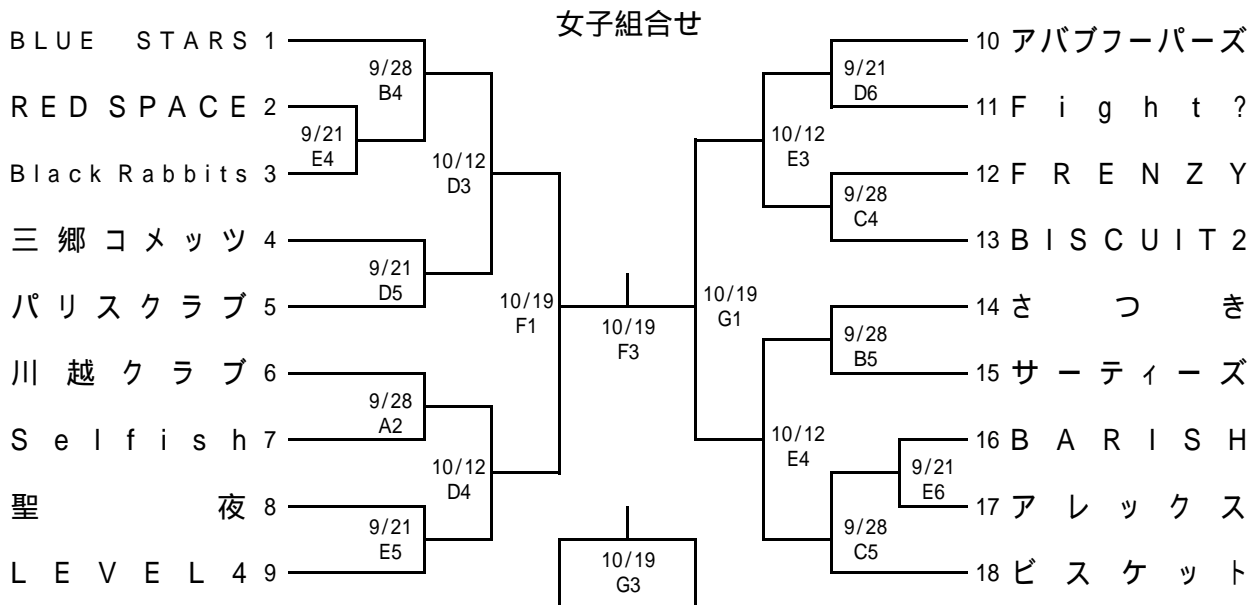 女子組合せ
BLUE STARS 1
RED SPACE 2
Black Rabbits 3
三郷コメッツ 4
パリスクラブ 5
川越クラブ 6
Selfish 7
聖夜 8
LEVEL4 9
9/28
B4
9/21
E4
9/21
D5
9/28
A2
9/21
E5
10/12
D3
10/12
D4
10/19
F1
10/19
F3
10/19
G3
10/19
G1
10/12
E3
10/12
E4
9/21
D6
9/28
C4
9/28
B5
9/21
E6
9/28
C5
10 アバブフーパーズ
11 Fight?
12 FRENZY
13 BISCUIT2
14 さつき
15 サーティーズ
16 BARISH
17 アレックス
18 ビスケット